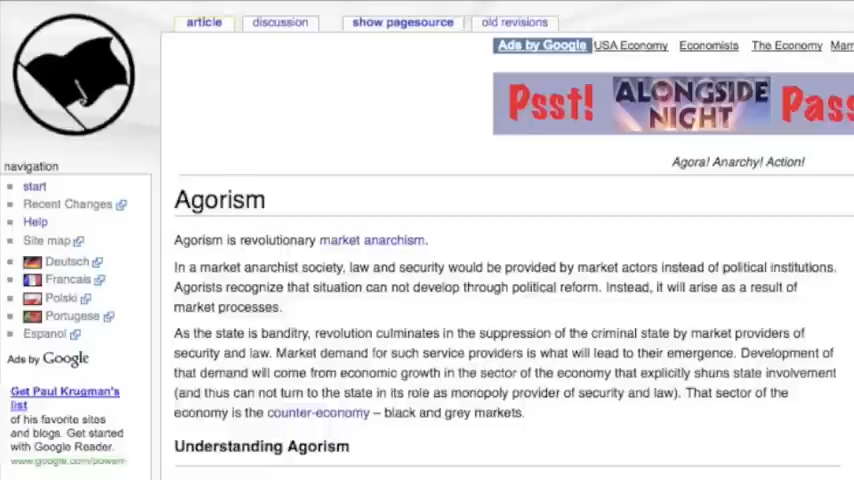 article discussion show pagesource old revisions
Ads by Google USA Economy Economists The Economy
Psst! ALONGSIDE NIGHT Pass
Agora! Anarchy! Action!
navigation
start
Recent Changes
Help
Site map
Deutsch
Francais
Polski
Portugese
Espanol
Ads by Google
Get Paul Krugman's
list
of his favorite sites
and blogs. Get started
with Google Reader.
Agorism
Agorism is revolutionary market anarchism.
In a market anarchist society, law and security would be provided by market actors instead of political institutions.
Agorists recognize that situation can not develop through political reform. Instead, it will arise as a result of
market processes.
As the state is banditry, revolution culminates in the suppression of the criminal state by market providers of
security and law. Market demand for such service providers is what will lead to their emergence. Development of
that demand will come from economic growth in the sector of the economy that explicitly shuns state involvement
(and thus can not turn to the state in its role as monopoly provider of security and law). That sector of the
economy is the counter-economy – black and grey markets.
Understanding Agorism